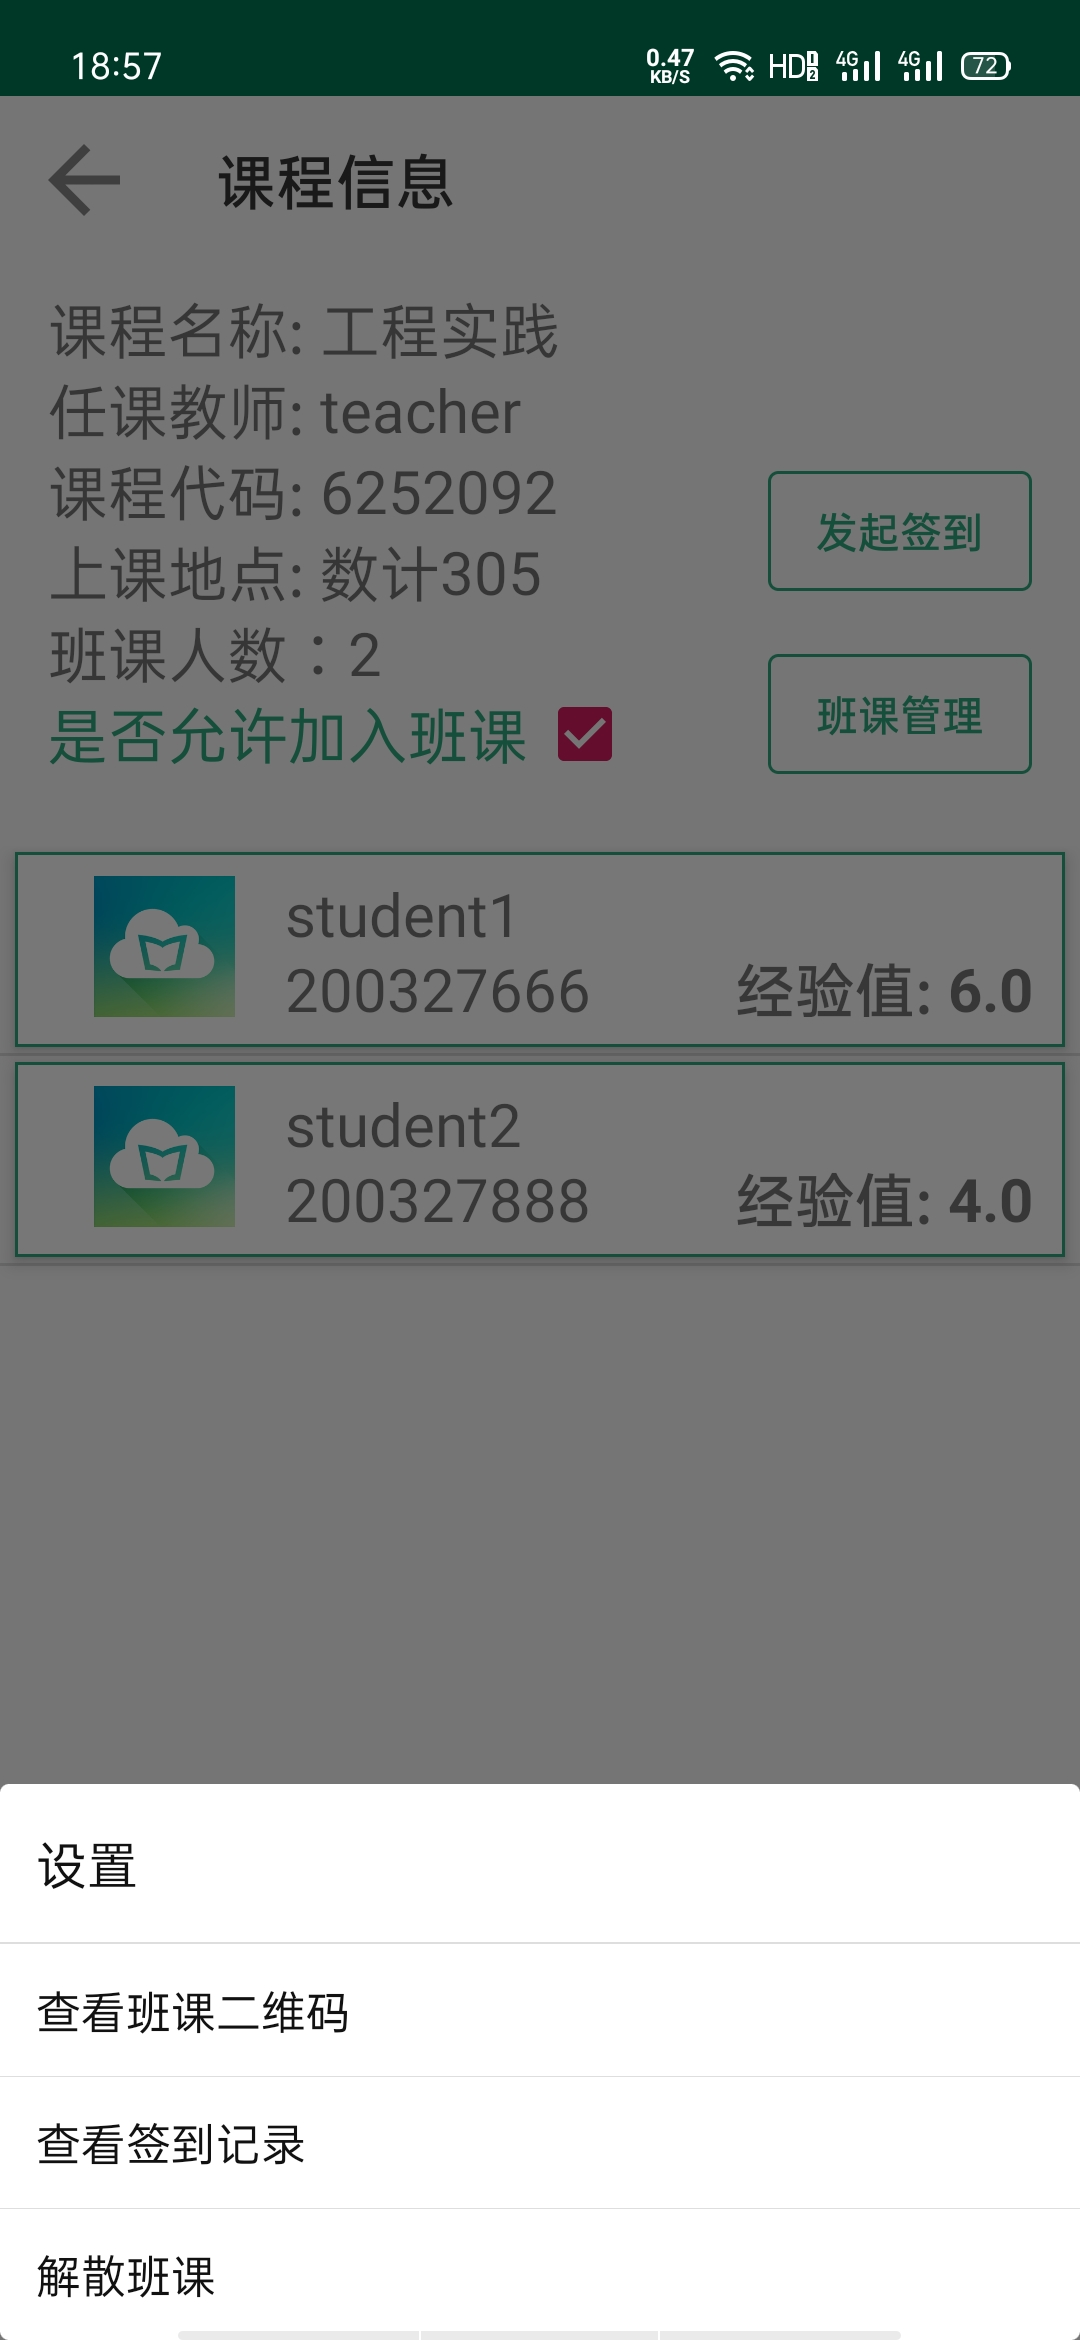 18:57
0.47 KB/S HD 1 2 4G 4G 72
课程信息
课程名称: 工程实践
任课教师: teacher
课程代码: 6252092
上课地点: 数计305
班课人数：2
是否允许加入班课
发起签到
班课管理
student1
200327666
经验值: 6.0
student2
200327888
经验值: 4.0
设置
查看班课二维码
查看签到记录
解散班课